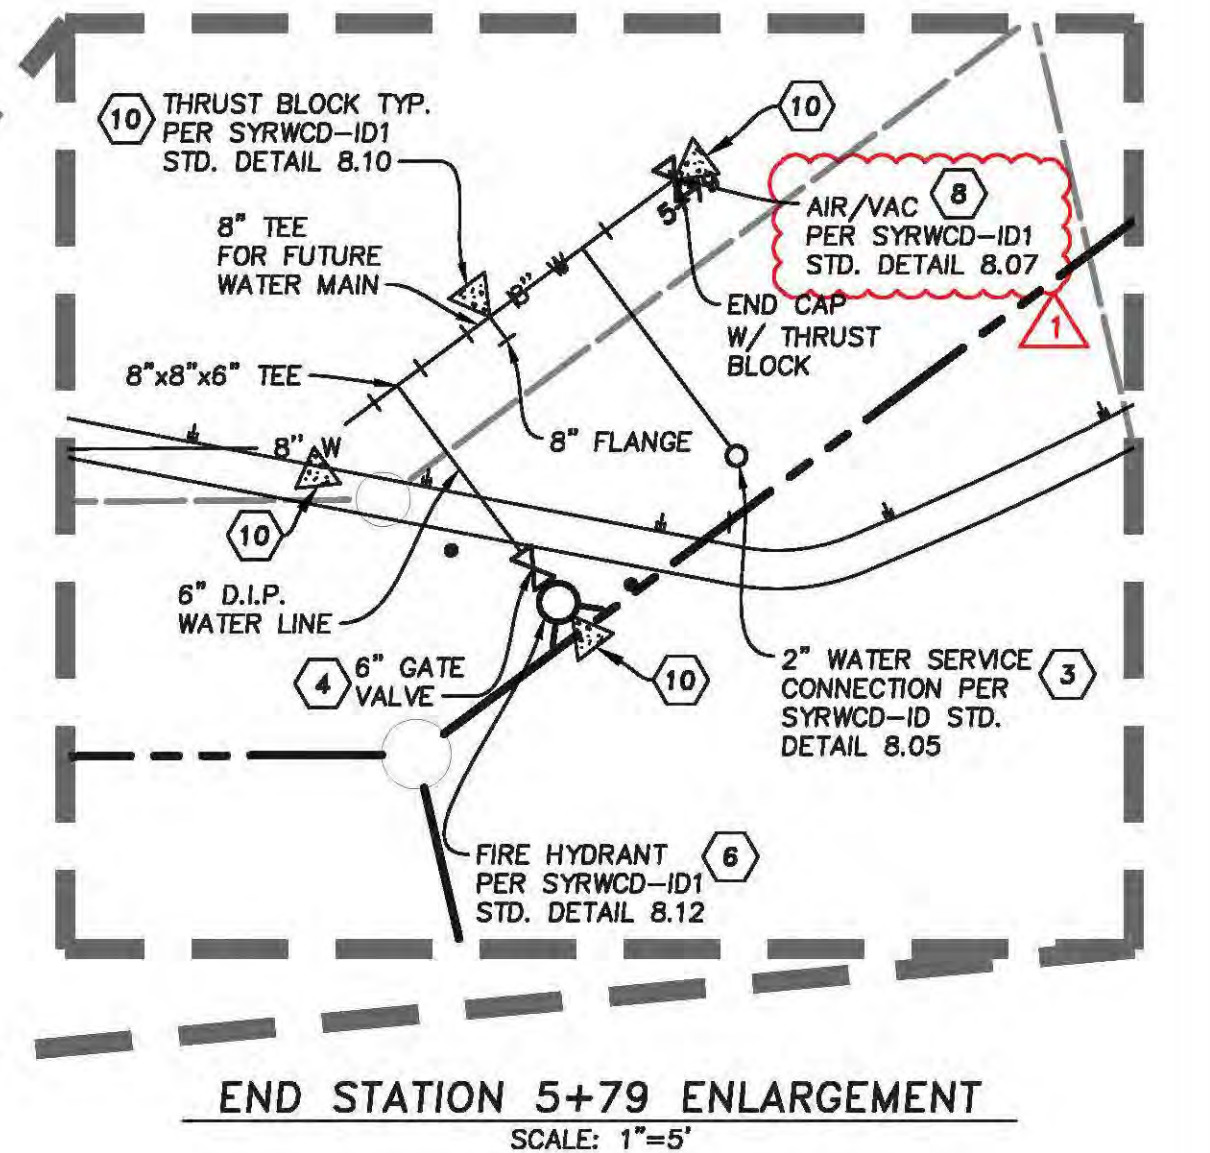 10
THRUST BLOCK TYP.
PER SYRWCD-ID1
STD. DETAIL 8.10
10
8" TEE
FOR FUTURE
WATER MAIN
8" W
5+79
AIR/VAC 8
PER SYRWCD-ID1
STD. DETAIL 8.07
1
END CAP
W/ THRUST
BLOCK
8"x8"x6" TEE
8" FLANGE
8" W
10
6" D.I.P.
WATER LINE
4
6" GATE
VALVE
10
2" WATER SERVICE
CONNECTION PER
SYRWCD-ID STD.
DETAIL 8.05
3
FIRE HYDRANT
PER SYRWCD-ID1
STD. DETAIL 8.12
6
END STATION 5+79 ENLARGEMENT
SCALE: 1"=5'